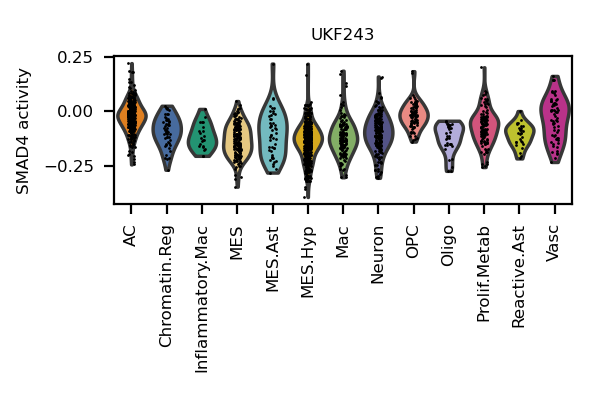 UKF243
SMAD4 activity
0.25
0.00
−0.25
AC
Chromatin.Reg
Inflammatory.Mac
MES
MES.Ast
MES.Hyp
Mac
Neuron
OPC
Oligo
Prolif.Metab
Reactive.Ast
Vasc